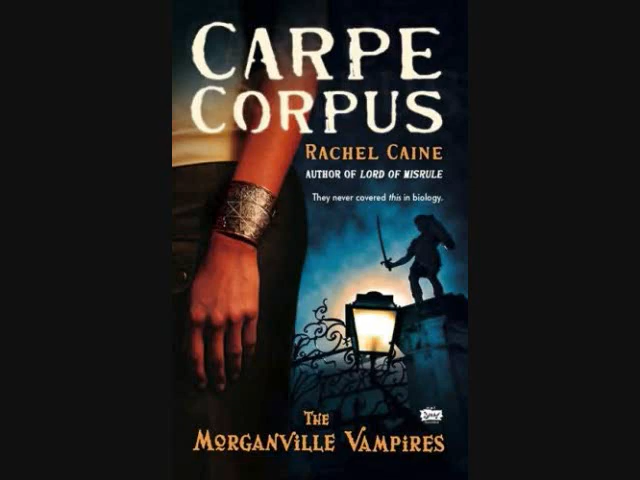 CARPE
CORPUS
RACHEL CAINE
AUTHOR OF LORD OF MISRULE
They never covered this in biology.
THE
MORGANVILLE VAMPIRES